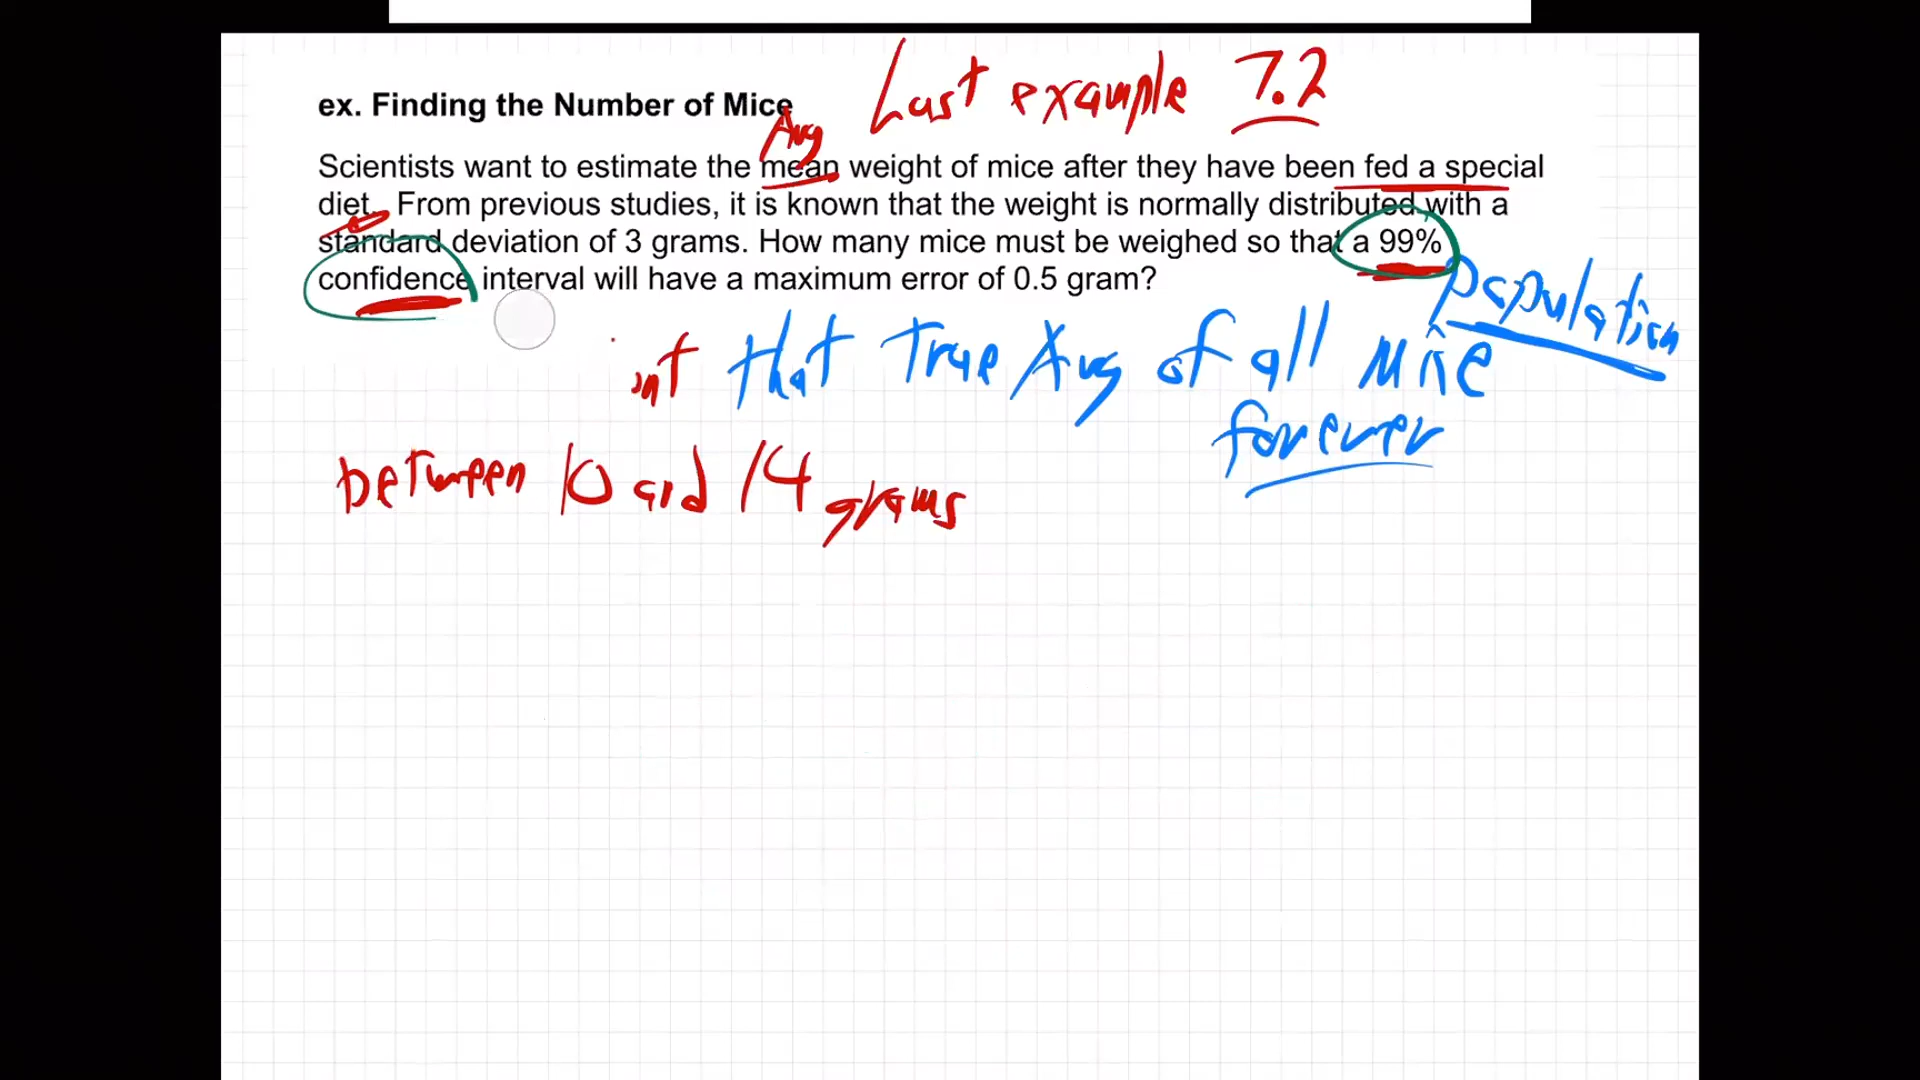 Last example 7.2
ex. Finding the Number of Mice
Avg
Scientists want to estimate the mean weight of mice after they have been fed a special
diet. From previous studies, it is known that the weight is normally distributed with a
standard deviation of 3 grams. How many mice must be weighed so that a 99%
confidence interval will have a maximum error of 0.5 gram?
population
that True Avg of all Mice
forever
between 10 and 14 grams